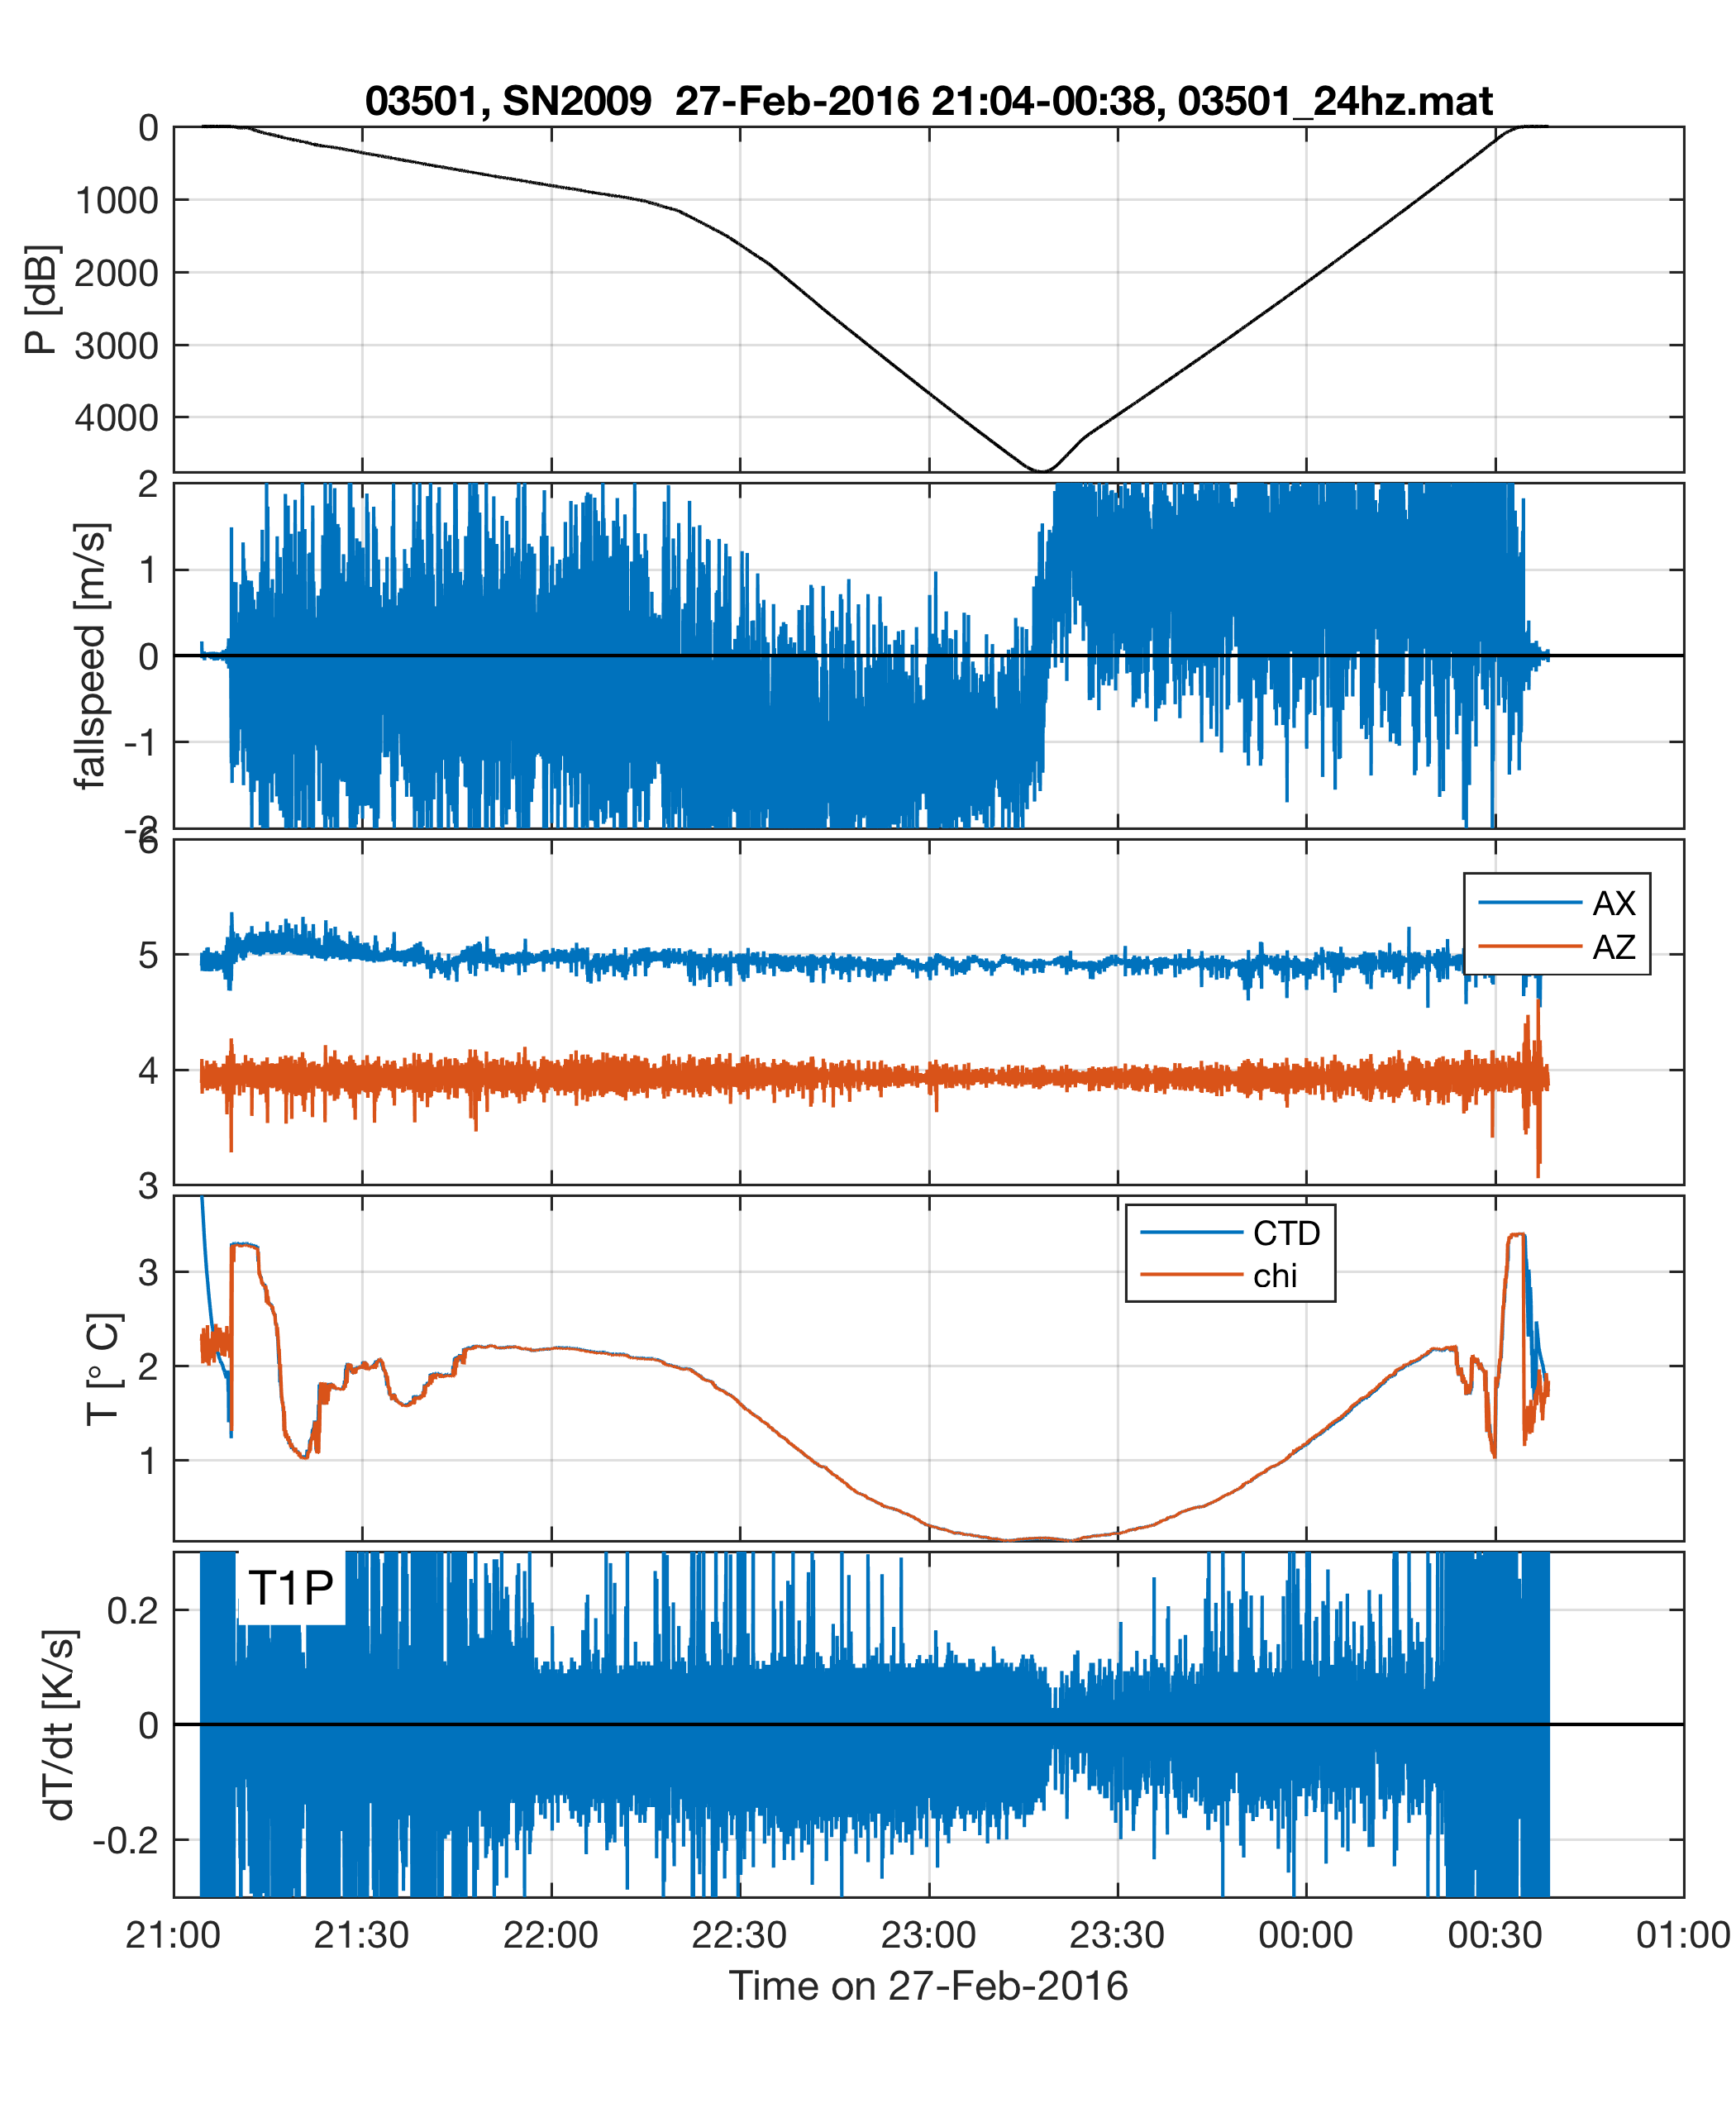 03501, SN2009  27-Feb-2016 21:04-00:38, 03501_24hz.mat
0
1000
2000
3000
4000
P [dB]
2
1
0
-1
-2
fallspeed [m/s]
6
5
4
3
AX
AZ
3
2
1
T [° C]
CTD
chi
T1P
0.2
0
-0.2
dT/dt [K/s]
21:00 21:30 22:00 22:30 23:00 23:30 00:00 00:30 01:00
Time on 27-Feb-2016